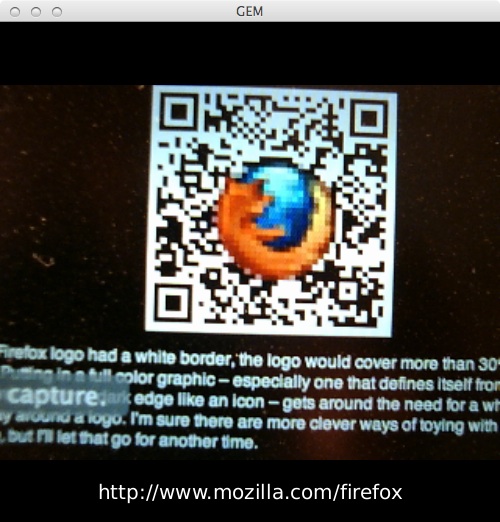 GEM
Firefox logo had a white border, the logo would cover more than 30
Putting in a full color graphic – especially one that defines itself from
capture. edge like an icon – gets around the need for a wh
y around a logo. I'm sure there are more clever ways of toying with
, but I'll let that go for another time.
http://www.mozilla.com/firefox